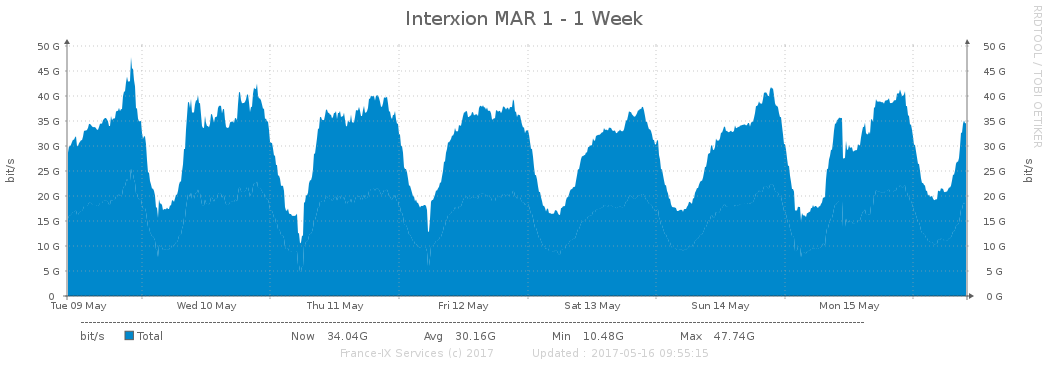 Interxion MAR 1 - 1 Week
RRDTOOL / TOBI OETIKER
50 G 50 G
45 G 45 G
40 G 40 G
35 G 35 G
30 G 30 G
25 G 25 G
20 G 20 G
15 G 15 G
10 G 10 G
5 G 5 G
0 0 G
bit/s
bit/s
Tue 09 May Wed 10 May Thu 11 May Fri 12 May Sat 13 May Sun 14 May Mon 15 May
bit/s Total Now 34.04G Avg 30.16G Min 10.48G Max 47.74G
France-IX Services (c) 2017 Updated : 2017-05-16 09:55:15